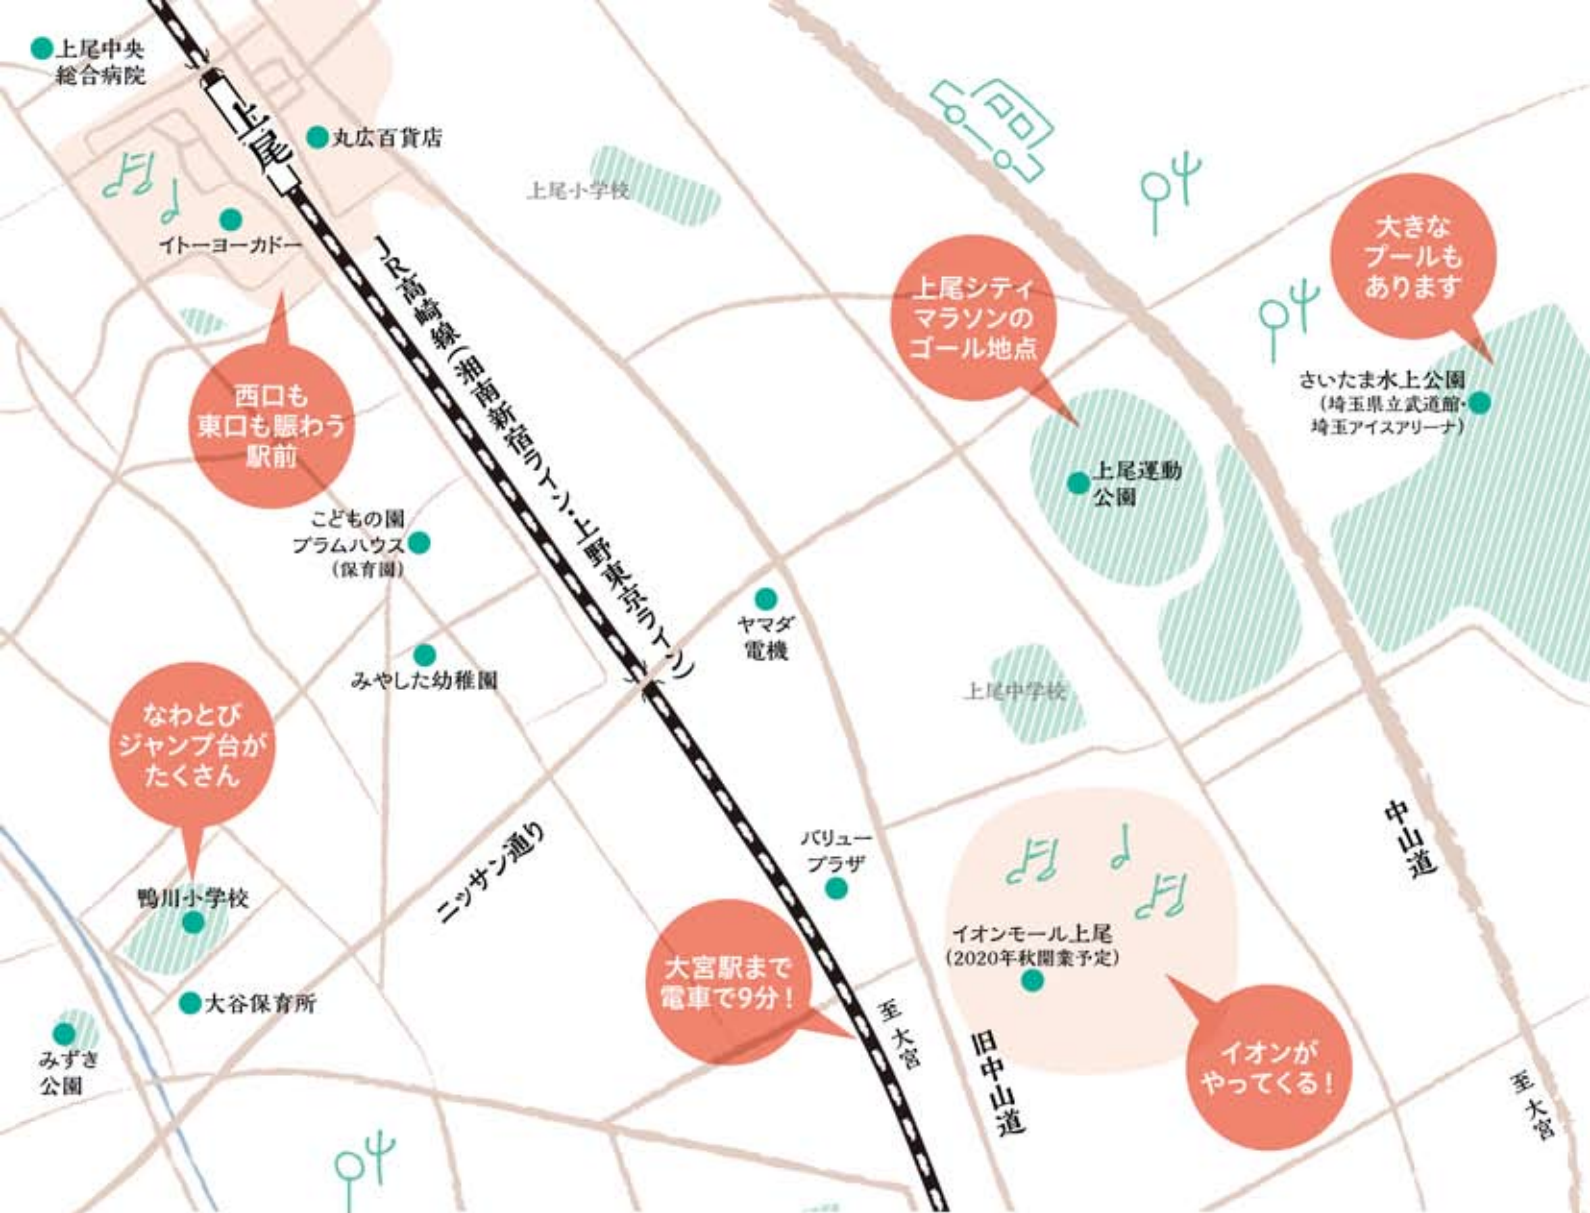 上尾中央
総合病院
上尾
丸広百貨店
イトーヨーカドー
上尾小学校
JR高崎線(湘南新宿ライン・上野東京ライン)
西口も
東口も賑わう
駅前
上尾シティ
マラソンの
ゴール地点
大きな
プールも
あります
さいたま水上公園
(埼玉県立武道館・
埼玉アイスアリーナ)
上尾運動
公園
こどもの園
プラムハウス
(保育園)
ヤマダ
電機
みやした幼稚園
上尾中学校
なわとび
ジャンプ台が
たくさん
ニッサン通り
バリュー
プラザ
中山道
鴨川小学校
イオンモール上尾
(2020年秋開業予定)
大宮駅まで
電車で9分!
大谷保育所
至大宮
旧中山道
みずき
公園
イオンが
やってくる!
至大宮